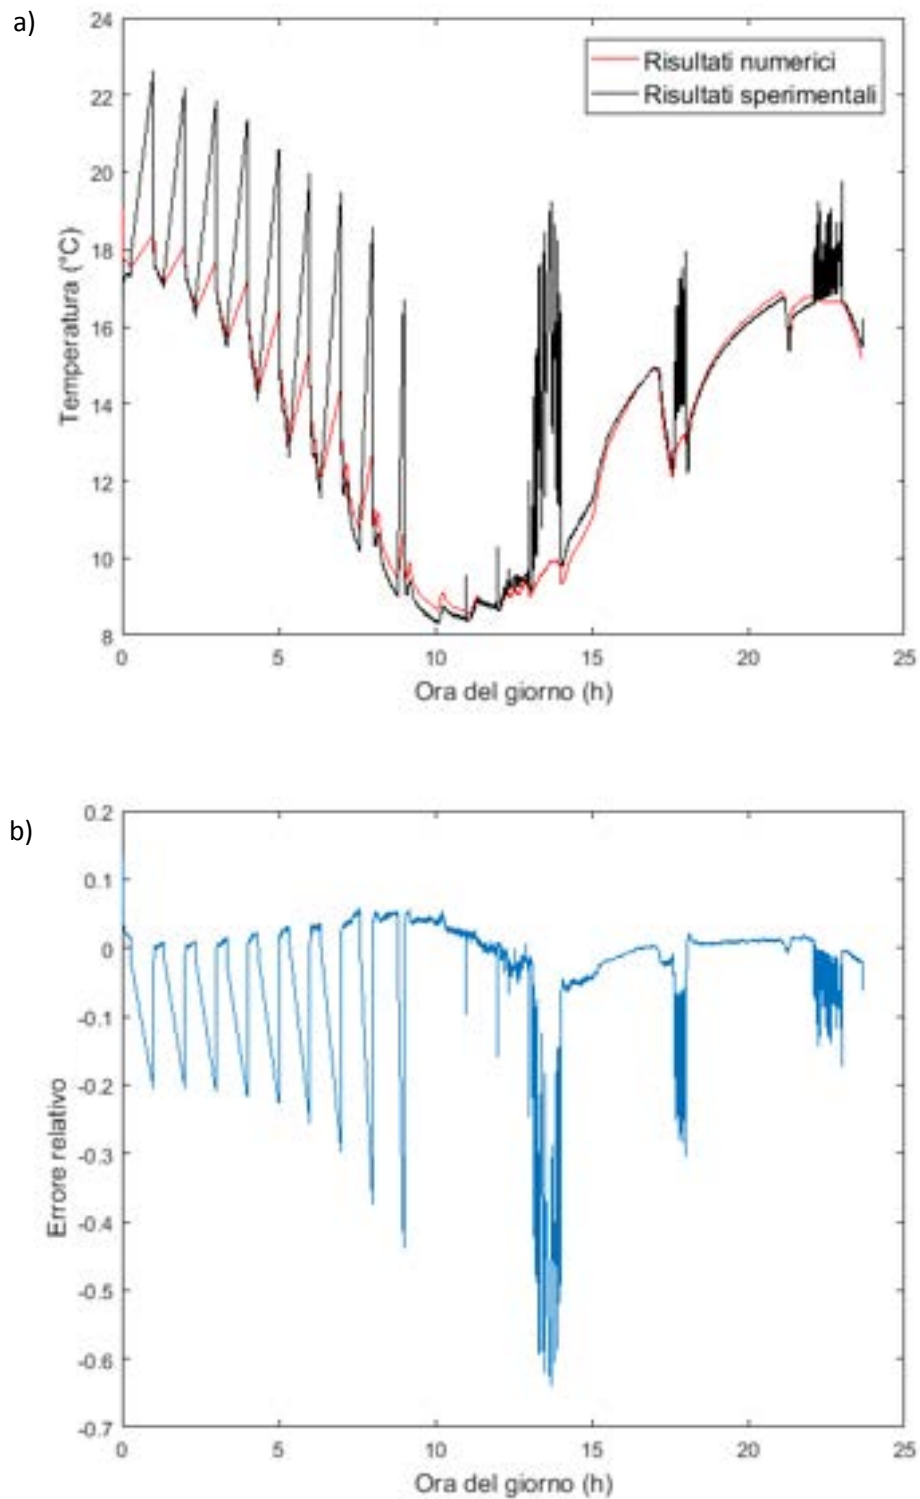 a)
24
22
20
18
16
14
12
10
8
Temperatura (°C)
Risultati numerici
Risultati sperimentali
0 5 10 15 20 25
Ora del giorno (h)
b)
0.2
0.1
0
-0.1
-0.2
-0.3
-0.4
-0.5
-0.6
-0.7
Errore relativo
0 5 10 15 20 25
Ora del giorno (h)